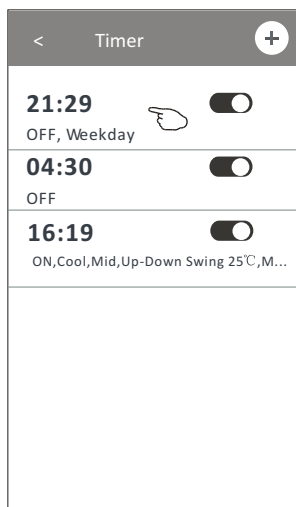 < Timer +
21:29
OFF, Weekday
04:30
OFF
16:19
ON,Cool,Mid,Up-Down Swing 25℃,M...